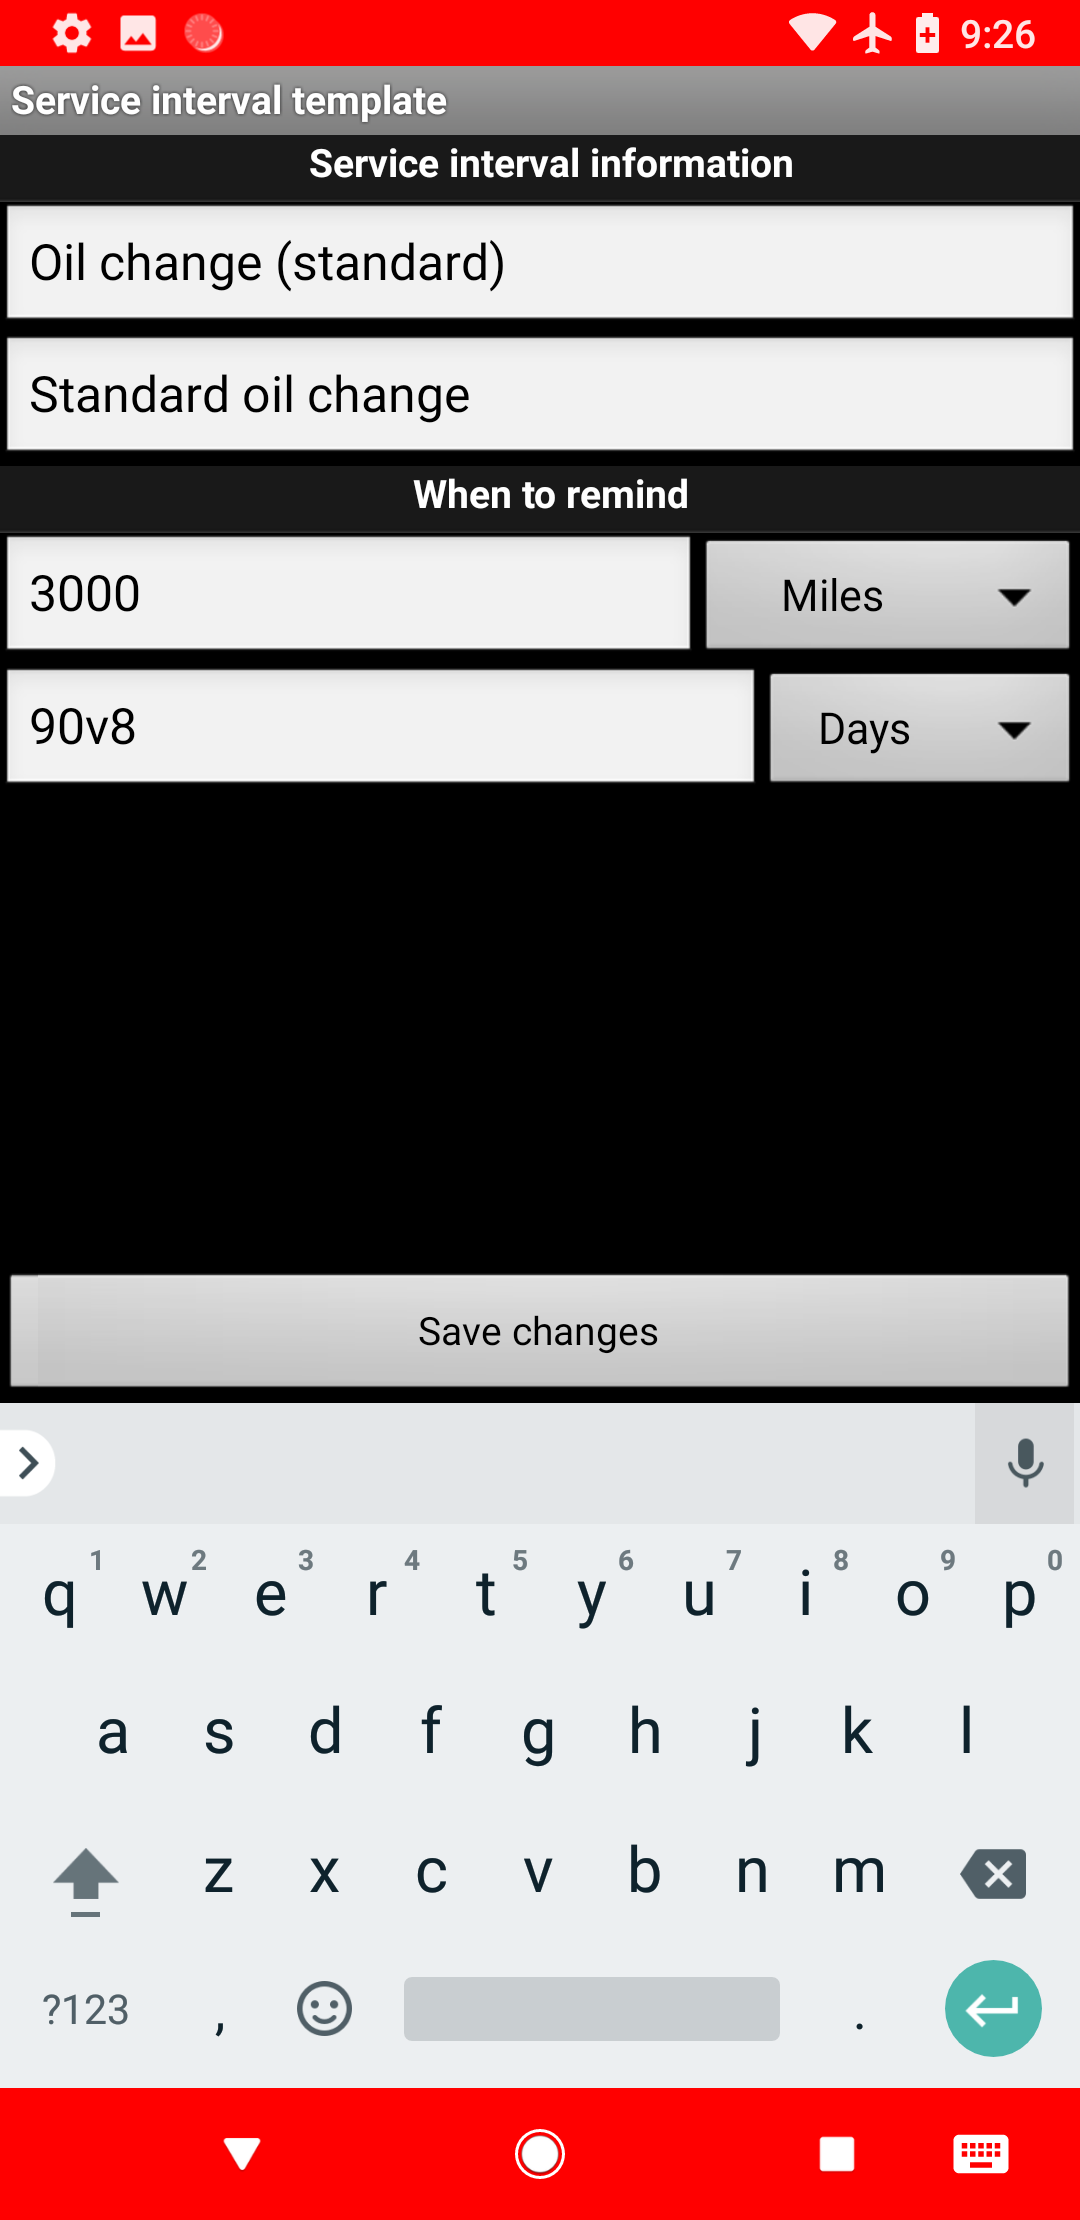 9:26
Service interval template
Service interval information
Oil change (standard)
Standard oil change
When to remind
3000 Miles
90v8 Days
Save changes
1 2 3 4 5 6 7 8 9 0
q w e r t y u i o p
a s d f g h j k l
z x c v b n m
?123 , .